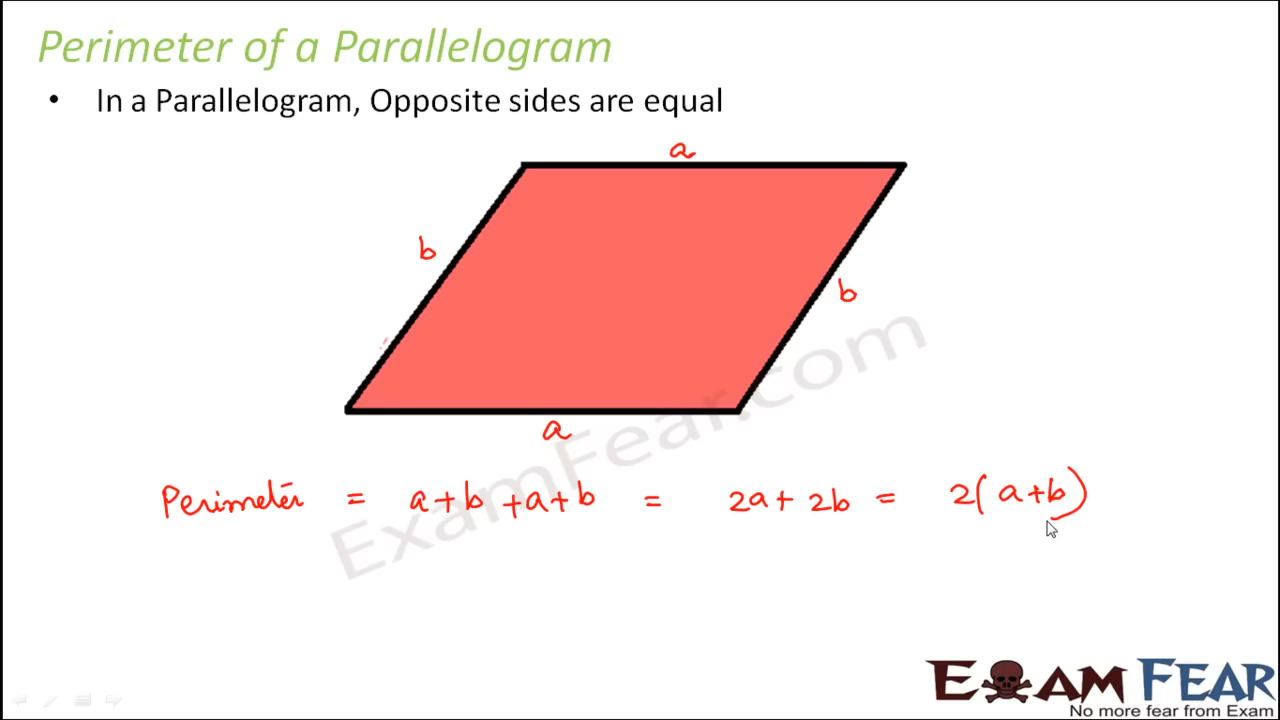 Perimeter of a Parallelogram
• In a Parallelogram, Opposite sides are equal
a
b
b
a
Perimeter = a+b +a+b = 2a+ 2b = 2(a+b)
ExamFear.com
EXAM FEAR
No more fear from Exam